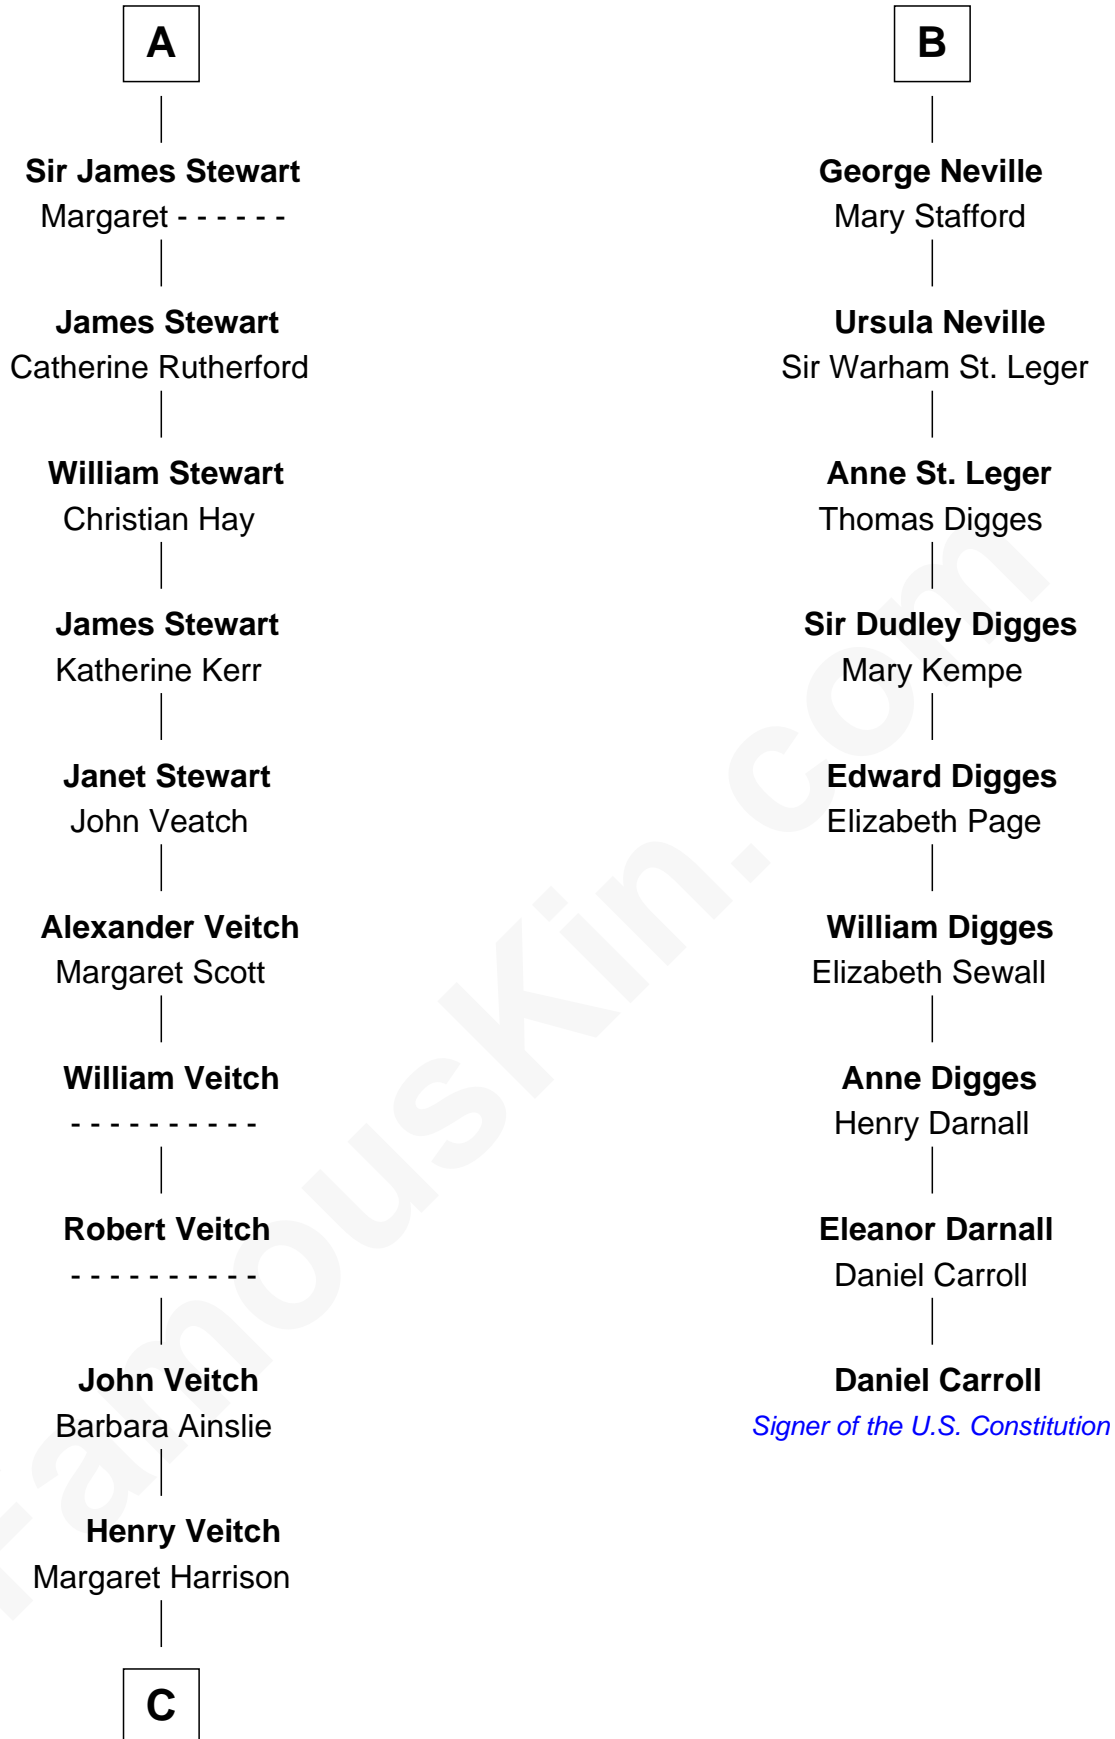 A
Sir James Stewart
Margaret - - - - - -
James Stewart
Catherine Rutherford
William Stewart
Christian Hay
James Stewart
Katherine Kerr
Janet Stewart
John Veatch
Alexander Veitch
Margaret Scott
William Veitch
- - - - - - - - - -
Robert Veitch
- - - - - - - - - -
John Veitch
Barbara Ainslie
Henry Veitch
Margaret Harrison
C
B
George Neville
Mary Stafford
Ursula Neville
Sir Warham St. Leger
Anne St. Leger
Thomas Digges
Sir Dudley Digges
Mary Kempe
Edward Digges
Elizabeth Page
William Digges
Elizabeth Sewall
Anne Digges
Henry Darnall
Eleanor Darnall
Daniel Carroll
Daniel Carroll
Signer of the U.S. Constitution
FamousKin.com